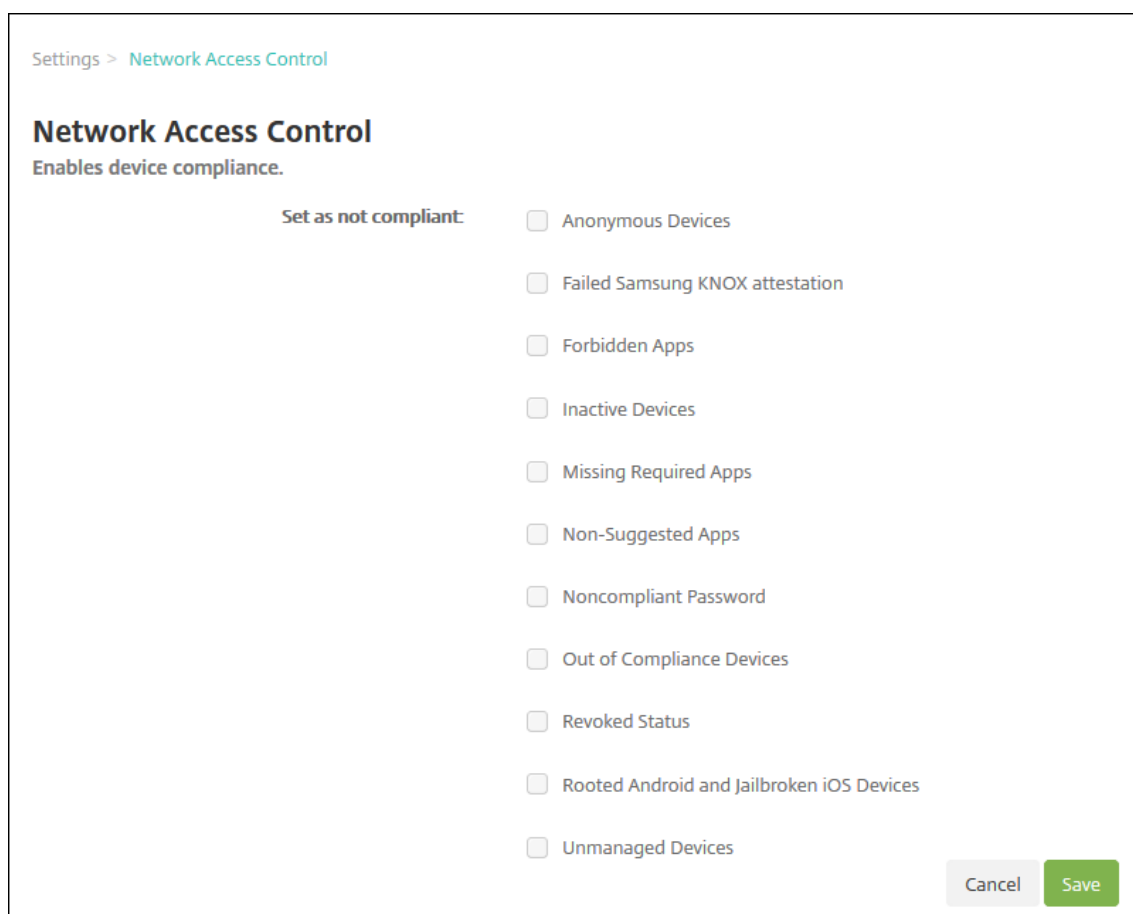 Settings > Network Access Control
Network Access Control
Enables device compliance.
Set as not compliant:
Anonymous Devices
Failed Samsung KNOX attestation
Forbidden Apps
Inactive Devices
Missing Required Apps
Non-Suggested Apps
Noncompliant Password
Out of Compliance Devices
Revoked Status
Rooted Android and Jailbroken iOS Devices
Unmanaged Devices
Cancel Save